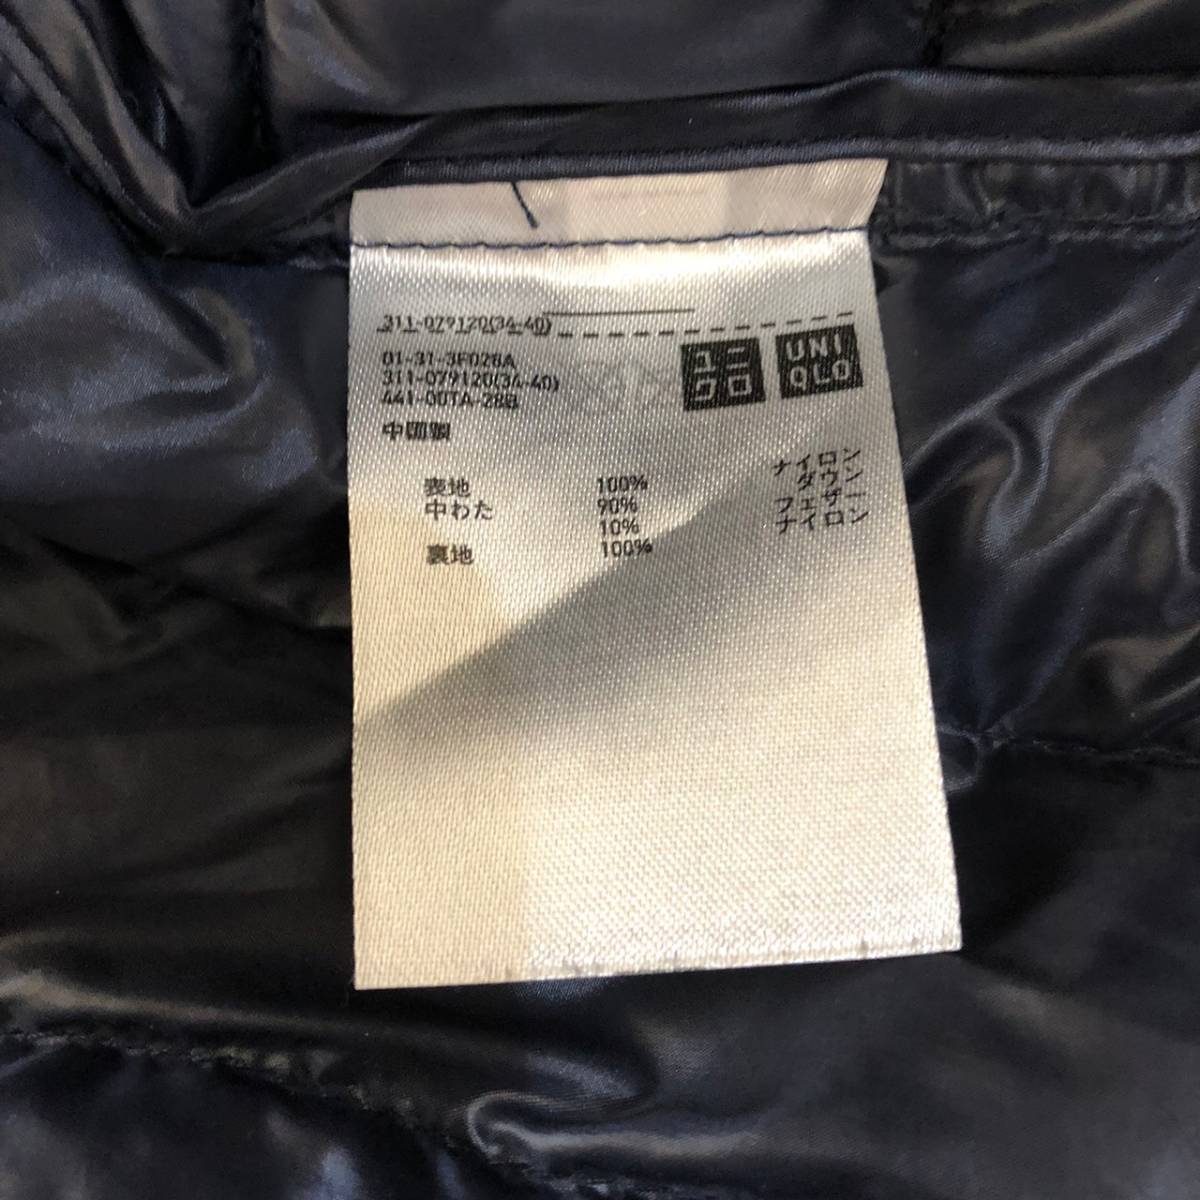 311-079120(34-40)
01-31-3F028A
311-079120(34-40)
441-00TA-28B
中国製
ユニ
クロ
UNI
QLO
表地 100% ナイロン
中わた 90% ダウン
10% フェザー
裏地 100% ナイロン